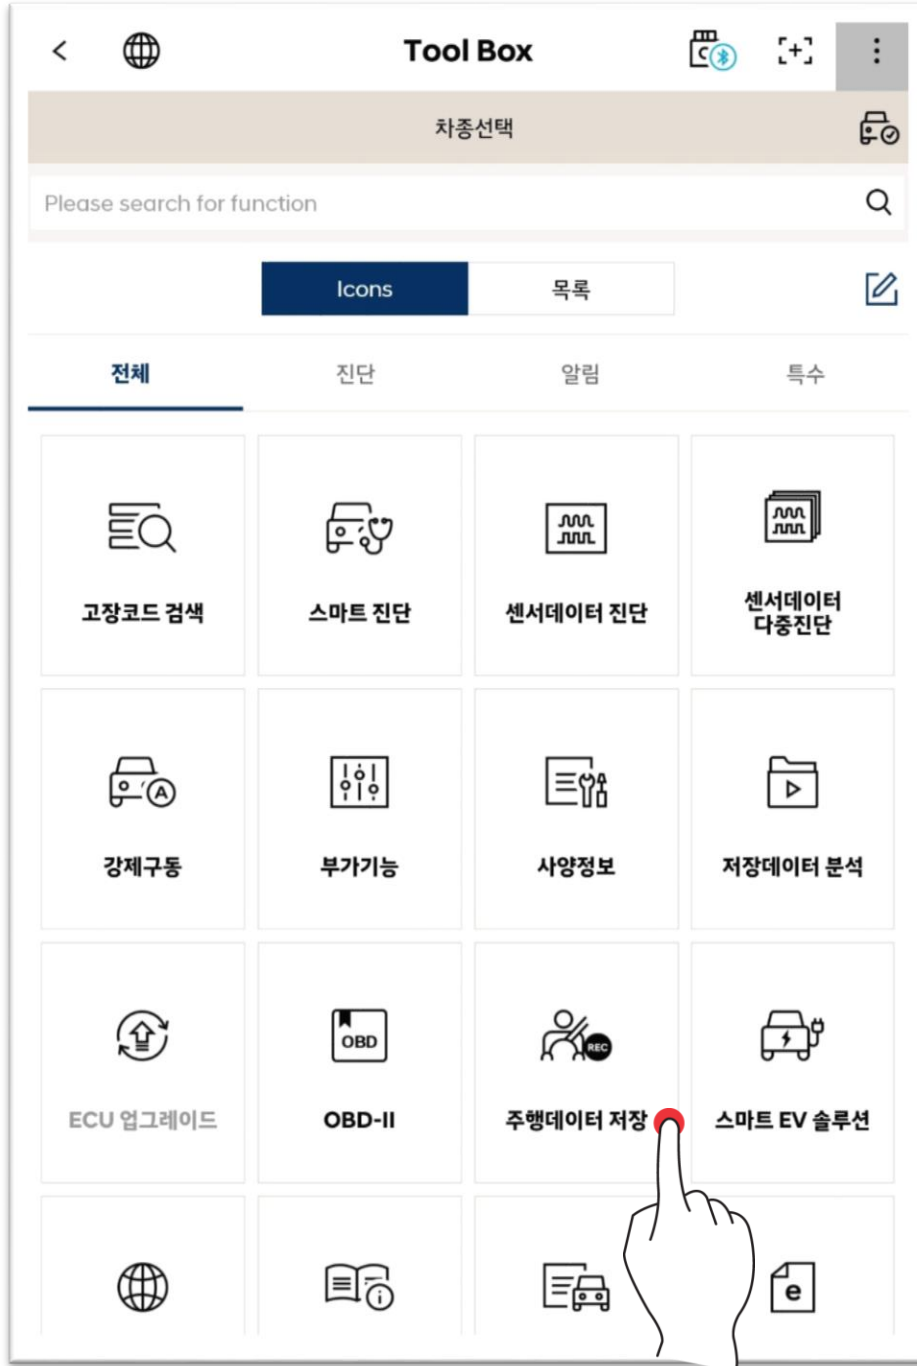 Tool Box
차종선택
Please search for function
Icons
목록
전체
진단
알림
특수
고장코드 검색
스마트 진단
센서데이터 진단
센서데이터
다중진단
강제구동
부가기능
사양정보
저장데이터 분석
OBD
REC
ECU 업그레이드
OBD-II
주행데이터 저장
스마트 EV 솔루션
A
e